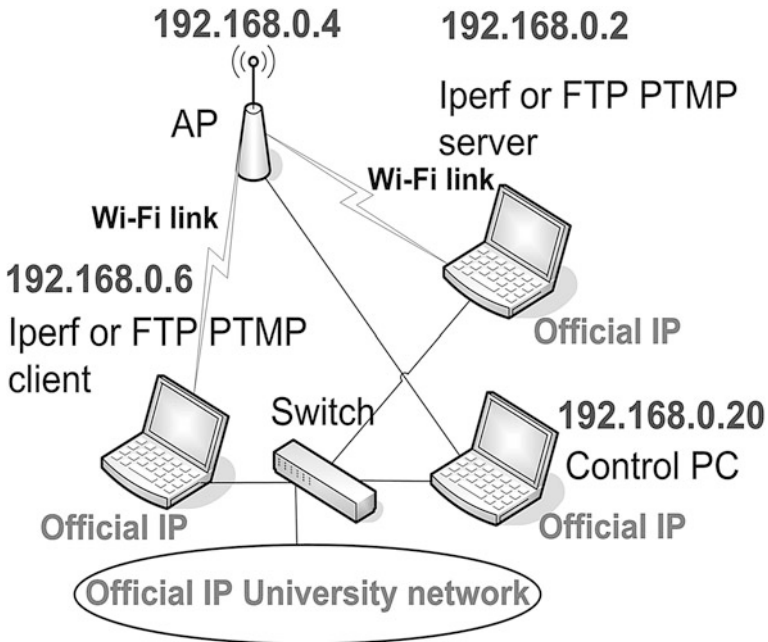 192.168.0.4
192.168.0.2
AP
Iperf or FTP PTMP
server
Wi-Fi link
Wi-Fi link
192.168.0.6
Iperf or FTP PTMP
client
Official IP
Switch
192.168.0.20
Control PC
Official IP
Official IP
Official IP University network